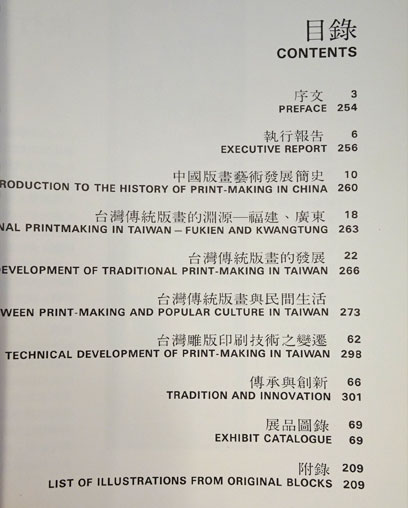 目錄
CONTENTS
序文 3
PREFACE 254
執行報告 6
EXECUTIVE REPORT 256
中國版畫藝術發展簡史 10
RODUCTION TO THE HISTORY OF PRINT-MAKING IN CHINA 260
台灣傳統版畫的淵源—福建、廣東 18
NAL PRINTMAKING IN TAIWAN – FUKIEN AND KWANGTUNG 263
台灣傳統版畫的發展 22
EVELOPMENT OF TRADITIONAL PRINT-MAKING IN TAIWAN 266
台灣傳統版畫與民間生活
WEEN PRINT-MAKING AND POPULAR CULTURE IN TAIWAN 273
台灣雕版印刷技術之變遷 62
TECHNICAL DEVELOPMENT OF PRINT-MAKING IN TAIWAN 298
傳承與創新 66
TRADITION AND INNOVATION 301
展品圖錄 69
EXHIBIT CATALOGUE 69
附錄 209
LIST OF ILLUSTRATIONS FROM ORIGINAL BLOCKS 209